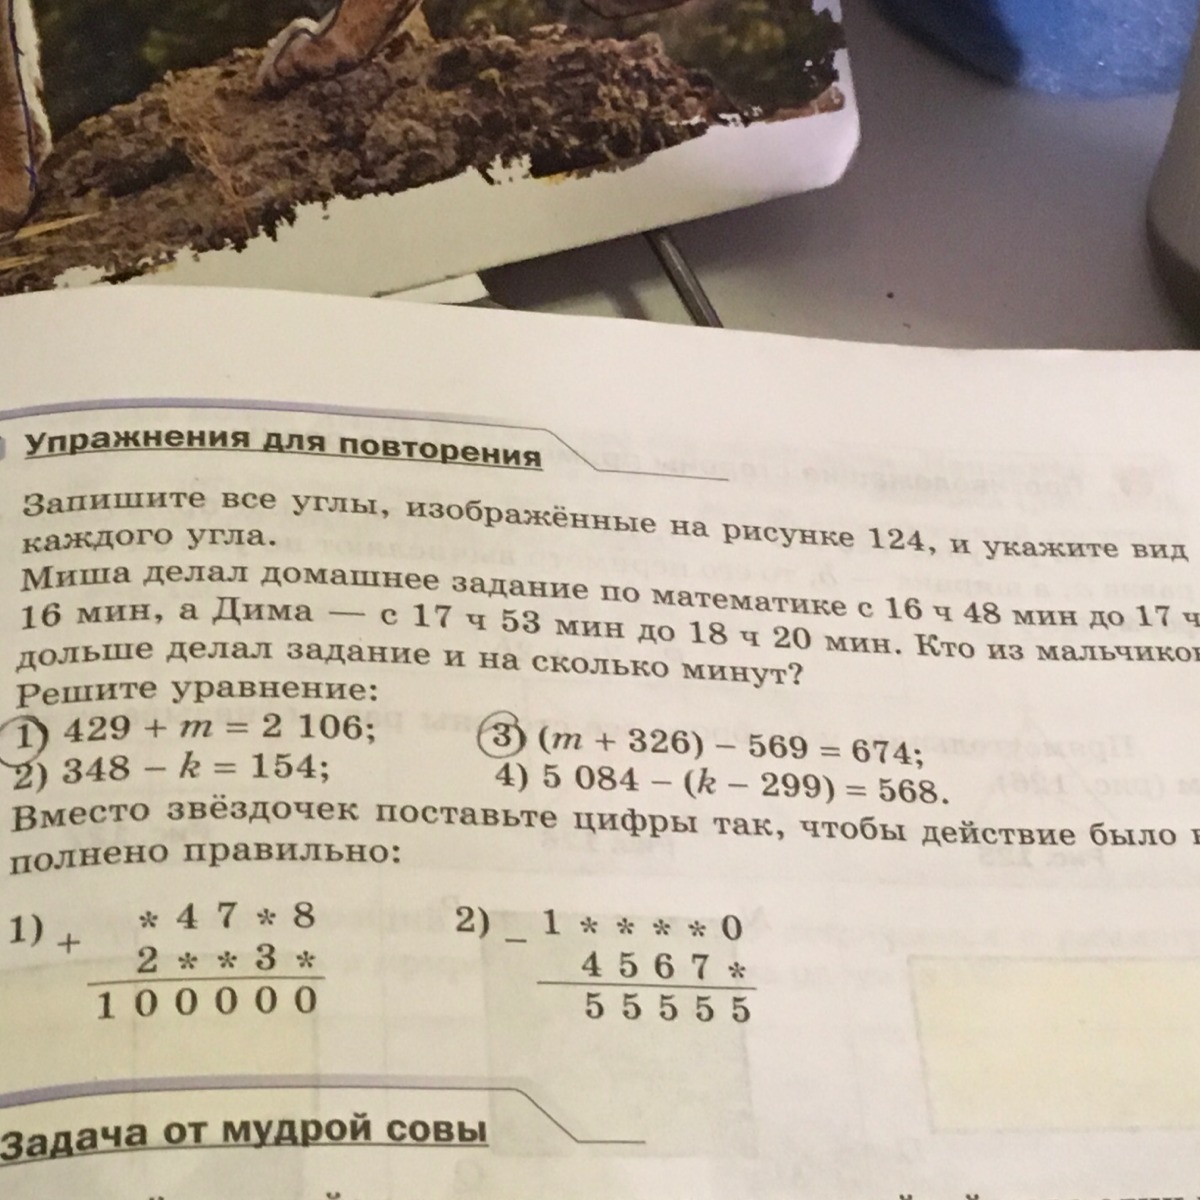 Упражнения для повторения
Запишите все углы, изображённые на рисунке 124, и укажите вид
каждого угла.
Миша делал домашнее задание по математике с 16 ч 48 мин до 17 ч
16 мин, а Дима — с 17 ч 53 мин до 18 ч 20 мин. Кто из мальчиков
дольше делал задание и на сколько минут?
Решите уравнение:
1) 429 + m = 2 106; 3) (m + 326) − 569 = 674;
2) 348 − k = 154; 4) 5 084 − (k − 299) = 568.
Вместо звёздочек поставьте цифры так, чтобы действие было
полнено правильно:
1) + * 4 7 * 8 2) − 1 * * * * 0
2 * * 3 * 4 5 6 7 *
1 0 0 0 0 0 5 5 5 5 5
Задача от мудрой совы